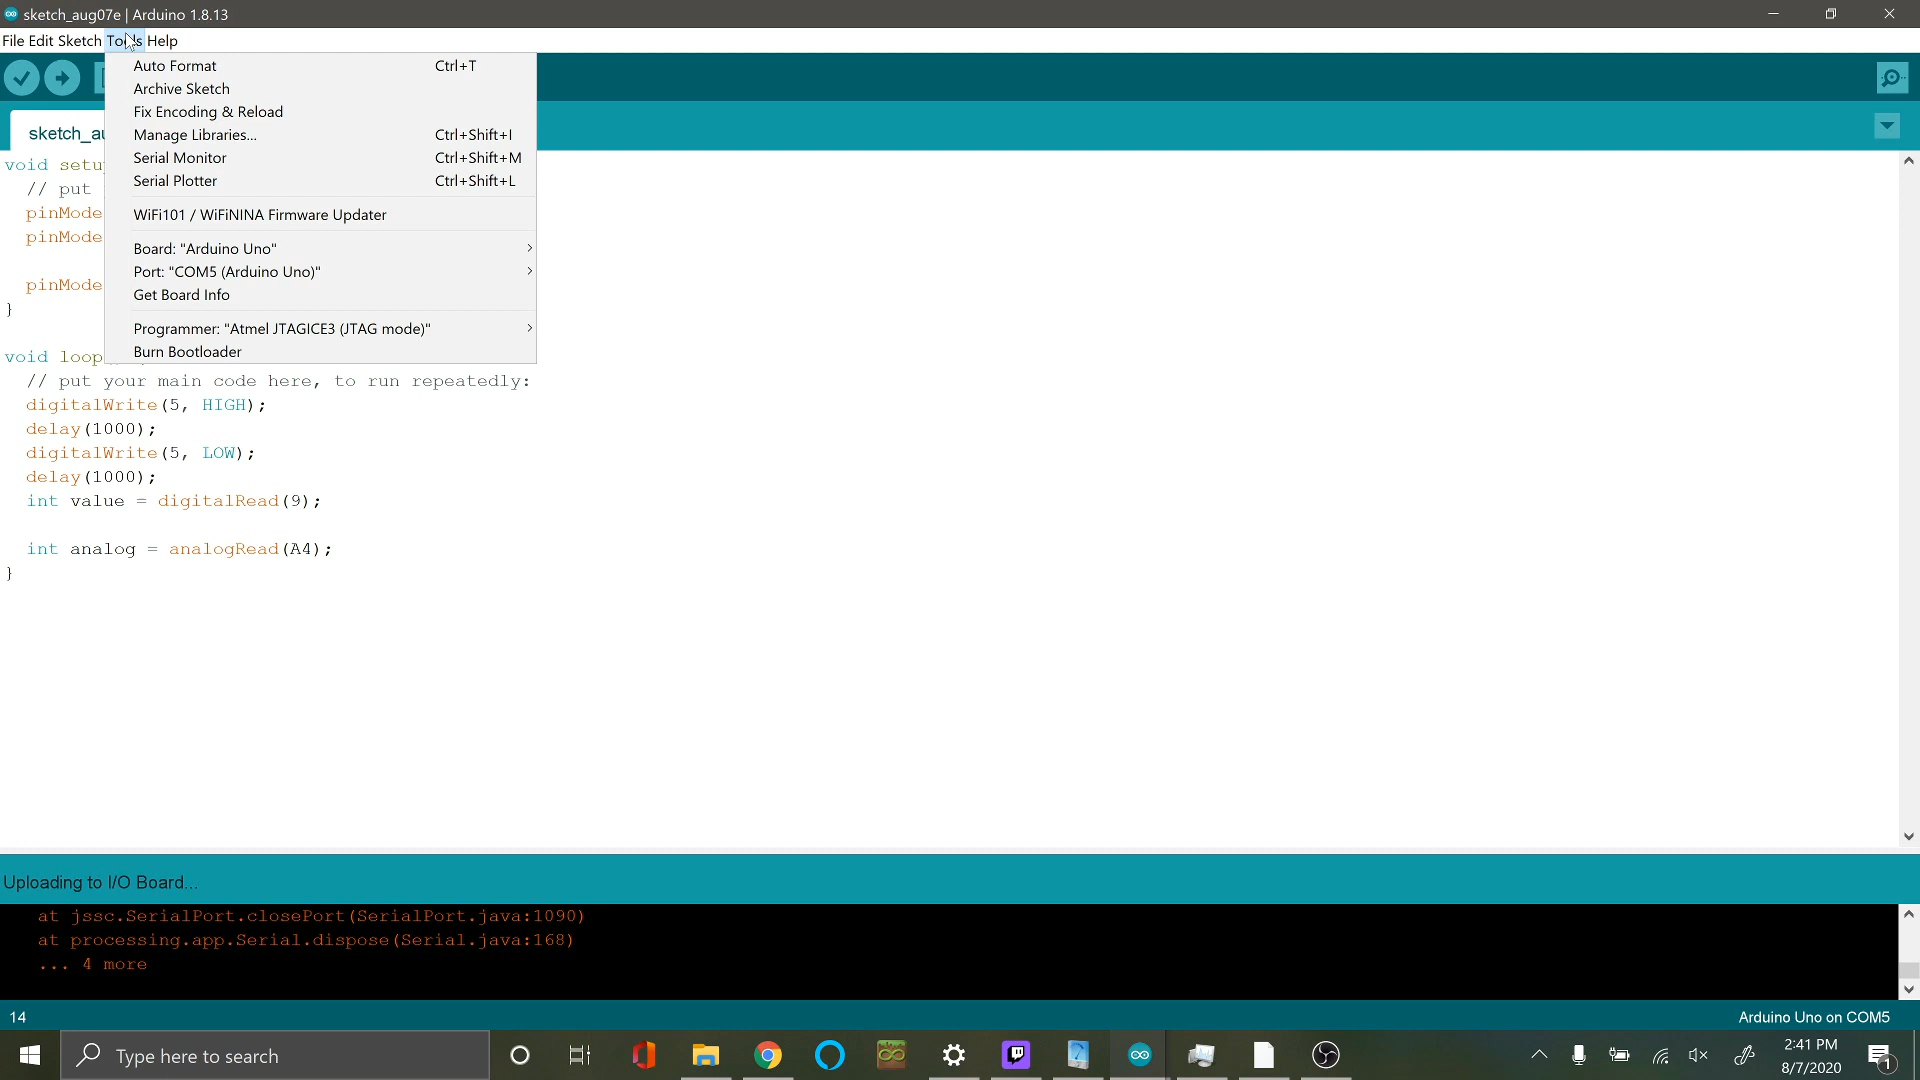 sketch_aug07e | Arduino 1.8.13
File Edit Sketch Tools Help
Auto Format Ctrl+T
Archive Sketch
Fix Encoding & Reload
Manage Libraries... Ctrl+Shift+I
Serial Monitor Ctrl+Shift+M
Serial Plotter Ctrl+Shift+L
WiFi101 / WiFiNINA Firmware Updater
Board: "Arduino Uno"
Port: "COM5 (Arduino Uno)"
Get Board Info
Programmer: "Atmel JTAGICE3 (JTAG mode)"
Burn Bootloader
sketch_au
void setu
// put
pinMode
pinMode
pinMode
}
void loop
// put your main code here, to run repeatedly:
digitalWrite(5, HIGH);
delay(1000);
digitalWrite(5, LOW);
delay(1000);
int value = digitalRead(9);
int analog = analogRead(A4);
}
Uploading to I/O Board...
at jssc.SerialPort.closePort(SerialPort.java:1090)
at processing.app.Serial.dispose(Serial.java:168)
... 4 more
14
Arduino Uno on COM5
Type here to search
2:41 PM
8/7/2020
1